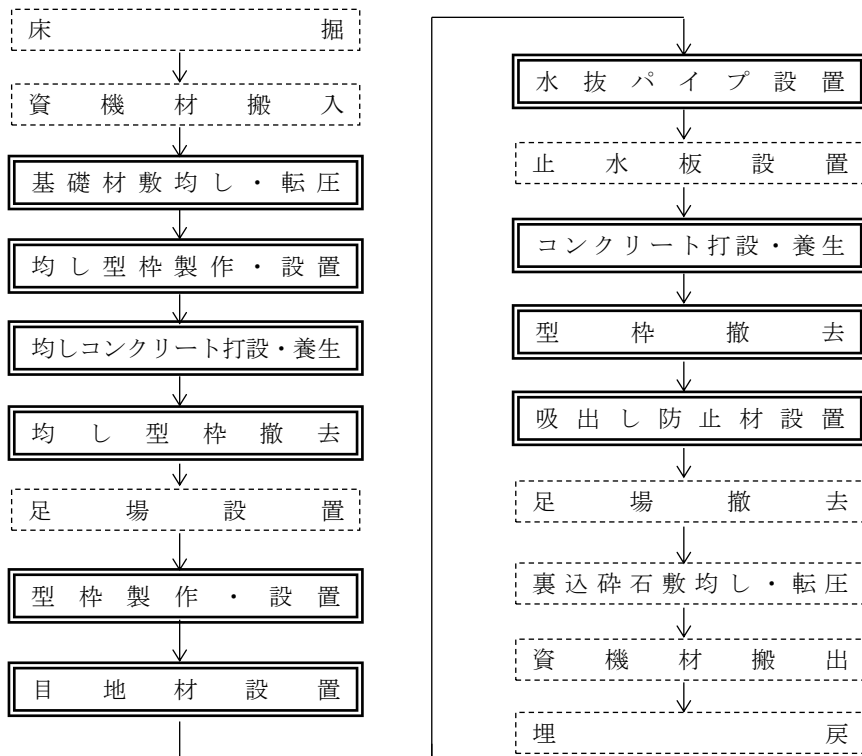 床掘
資機材搬入
基礎材敷均し・転圧
均し型枠製作・設置
均しコンクリート打設・養生
均し型枠撤去
足場設置
型枠製作・設置
目地材設置
水抜パイプ設置
止水板設置
コンクリート打設・養生
型枠撤去
吸出し防止材設置
足場撤去
裏込砕石敷均し・転圧
資機材搬出
埋戻